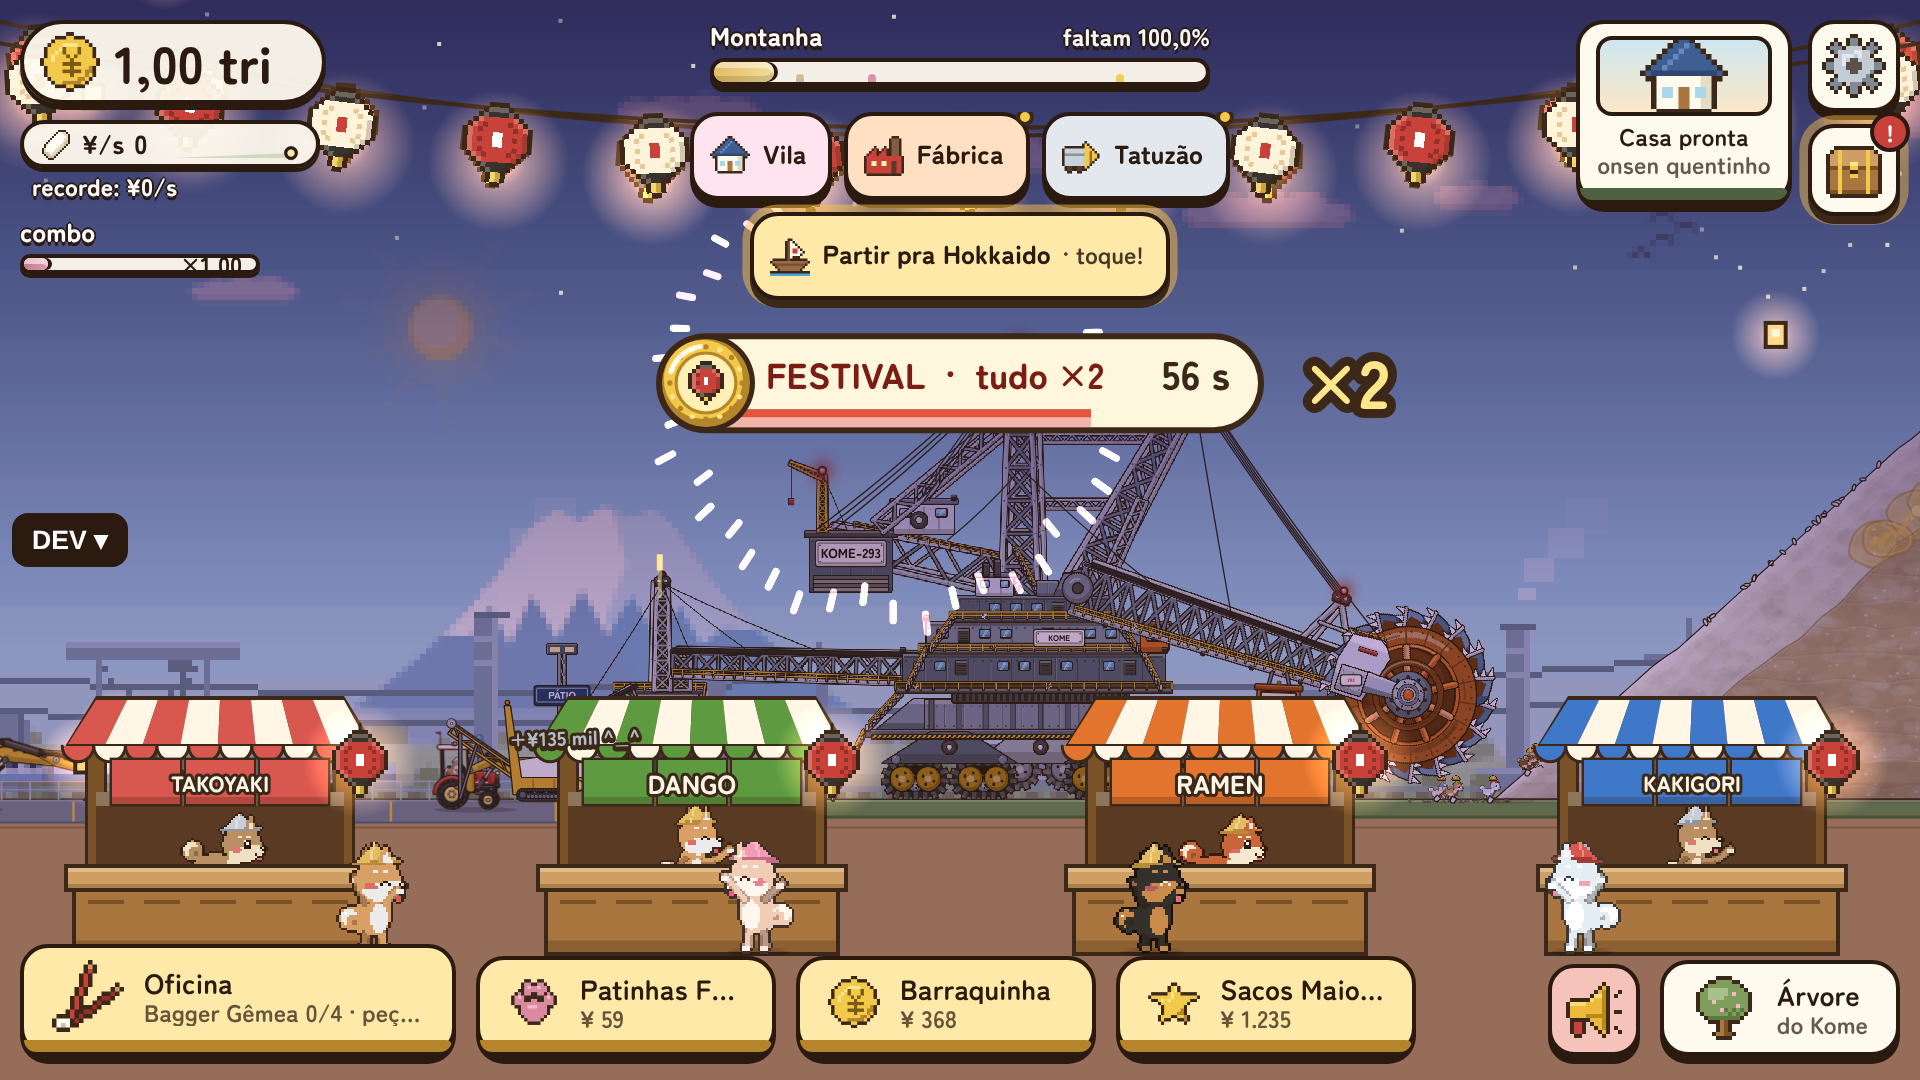 1,00 tri
¥/s 0
recorde: ¥0/s
combo
×1,00
Montanha
faltam 100,0%
Vila
Fábrica
Tatuzão
Partir pra Hokkaido · toque!
Casa pronta
onsen quentinho
!
FESTIVAL · tudo ×2
56 s
×2
DEV ▾
KOME-293
KOME
PÁTIO
+¥135 mil ^_^
TAKOYAKI
DANGO
RAMEN
KAKIGORI
Oficina
Bagger Gêmea 0/4 · peç...
Patinhas F...
¥ 59
Barraquinha
¥ 368
Sacos Maio...
¥ 1.235
Árvore
do Kome